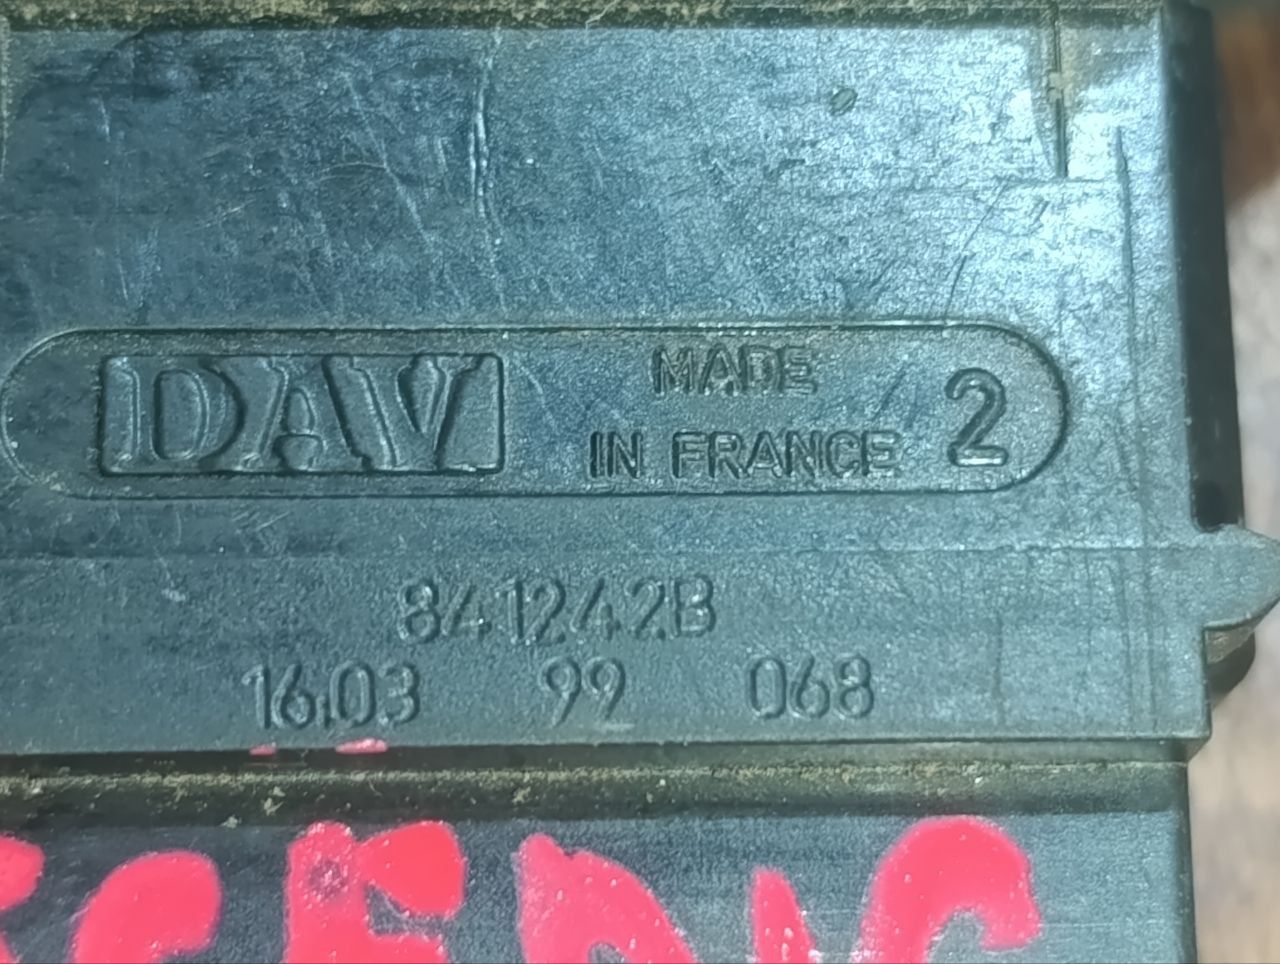 DAV
MADE
IN FRANCE
2
841242B
16.03 99 068